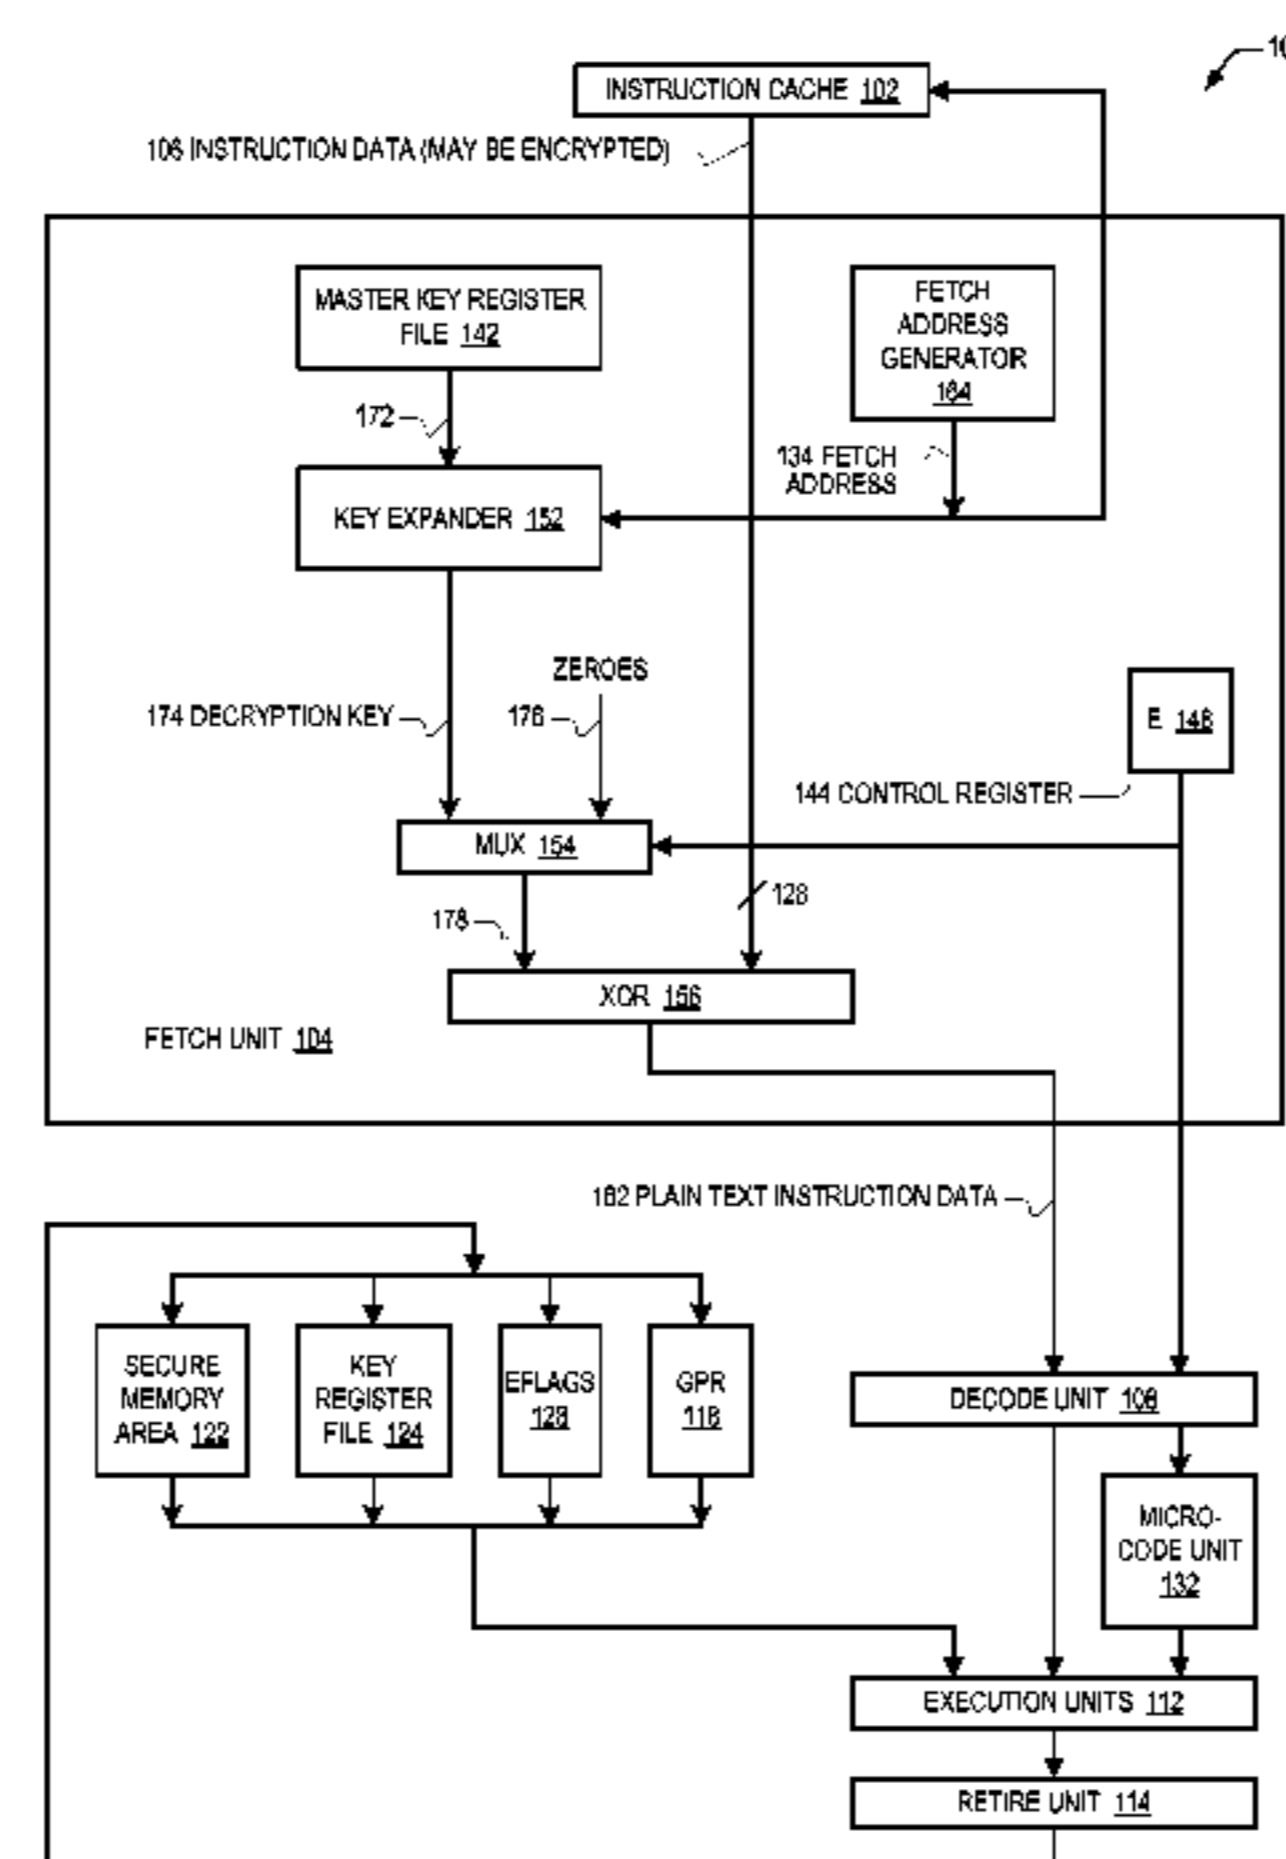 10
INSTRUCTION CACHE 102
106 INSTRUCTION DATA (MAY BE ENCRYPTED)
MASTER KEY REGISTER
FILE 142
FETCH
ADDRESS
GENERATOR
164
172
134 FETCH
ADDRESS
KEY EXPANDER 152
ZEROES
174 DECRYPTION KEY
176
E 148
144 CONTROL REGISTER
MUX 154
128
178
XOR 156
FETCH UNIT 104
162 PLAIN TEXT INSTRUCTION DATA
SECURE
MEMORY
AREA 122
KEY
REGISTER
FILE 124
EFLAGS
128
GPR
116
DECODE UNIT 108
MICRO-
CODE UNIT
132
EXECUTION UNITS 112
RETIRE UNIT 114